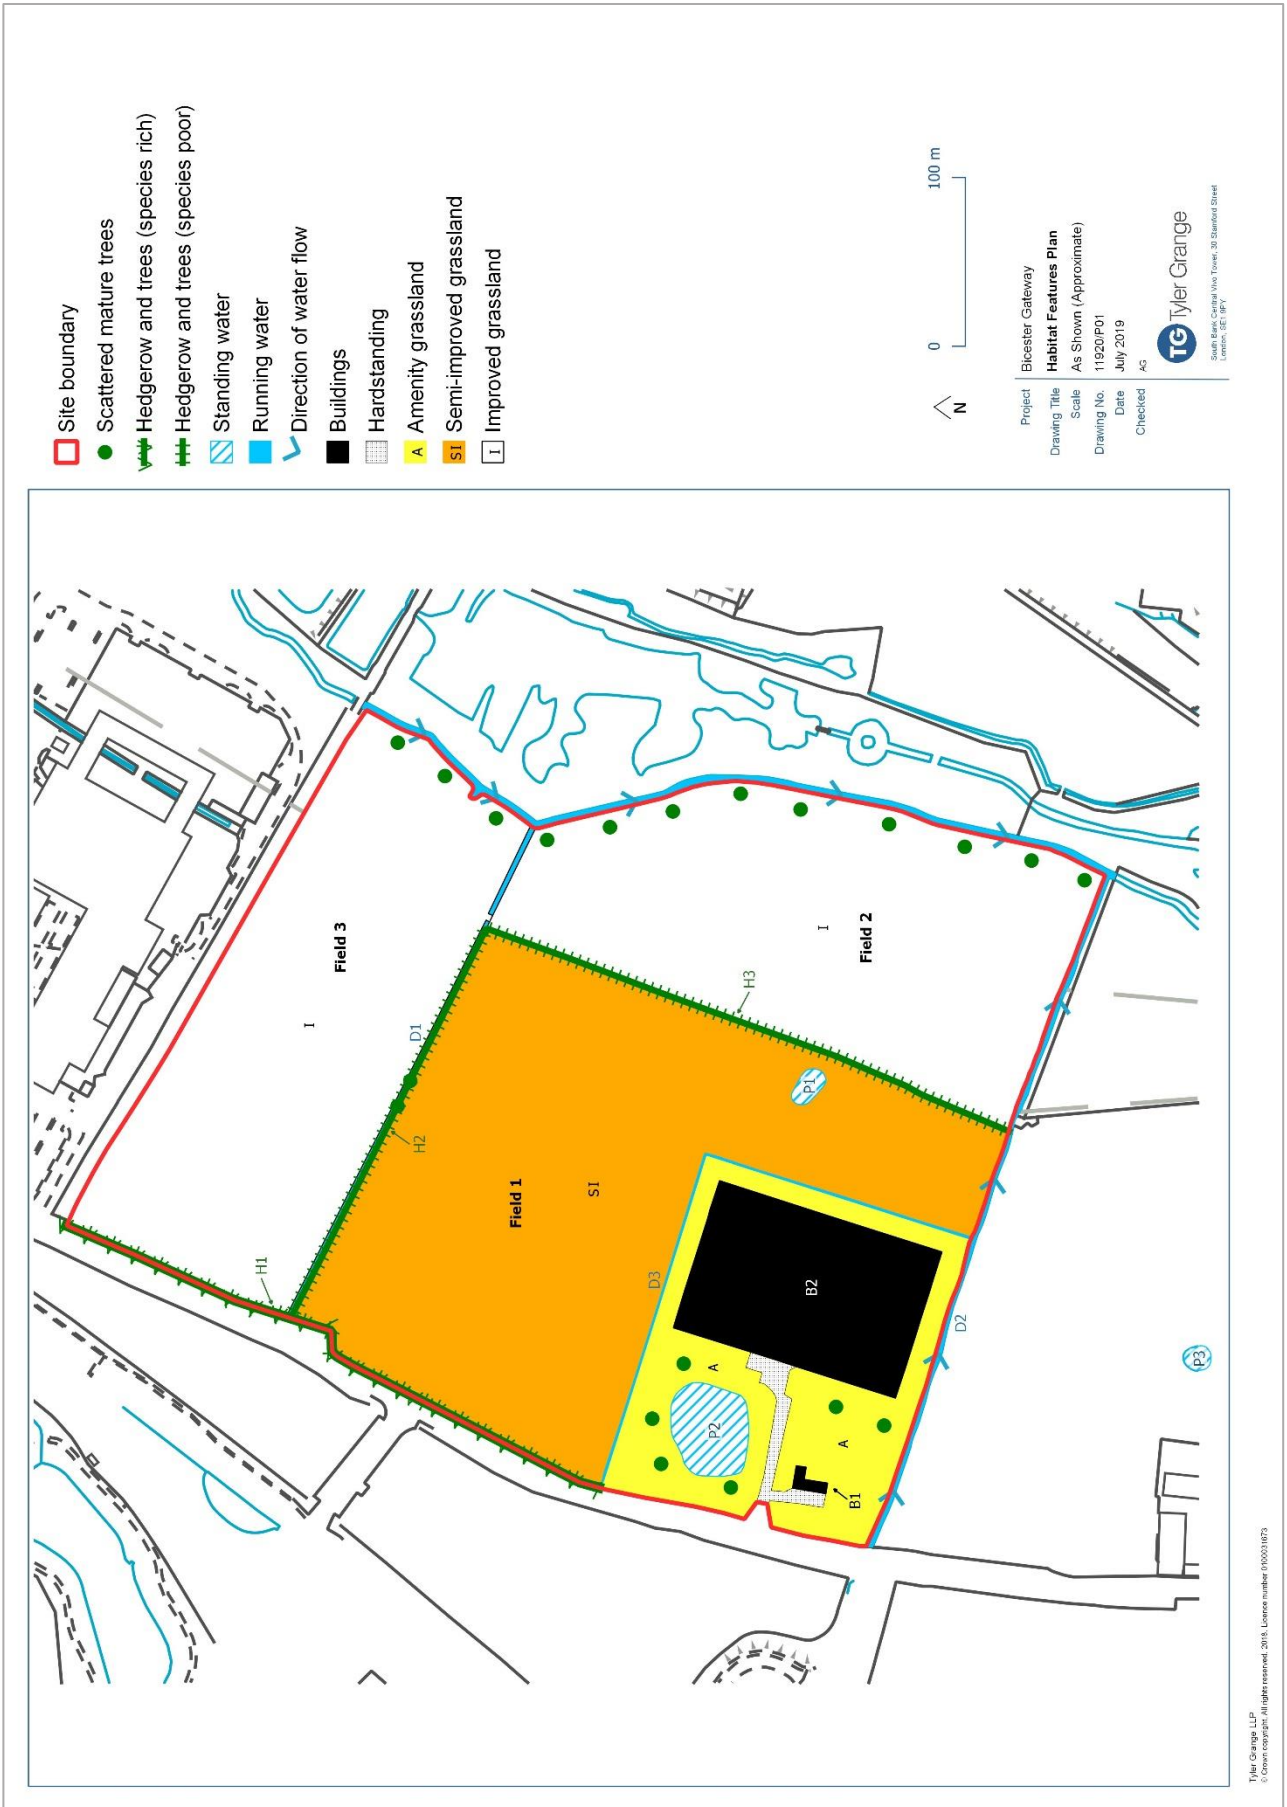 Site boundary
Scattered mature trees
Hedgerow and trees (species rich)
Hedgerow and trees (species poor)
Standing water
Running water
Direction of water flow
Buildings
Hardstanding
A Amenity grassland
SI Semi-improved grassland
I Improved grassland
0 100 m
N
Project Bicester Gateway
Drawing Title Habitat Features Plan
Scale As Shown (Approximate)
Drawing No. 11920/P01
Date July 2019
Checked AG
TG Tyler Grange
South Bank Central Vivo Tower, 30 Stamford Street
London, SE1 9PY
Field 3
I
H1
D1
H2
Field 1
SI
H3
I
Field 2
P1
D3
B2
A
P2
A
B1
D2
P3
Tyler Grange LLP
© Crown copyright. All rights reserved. 2018. Licence number 0100031673